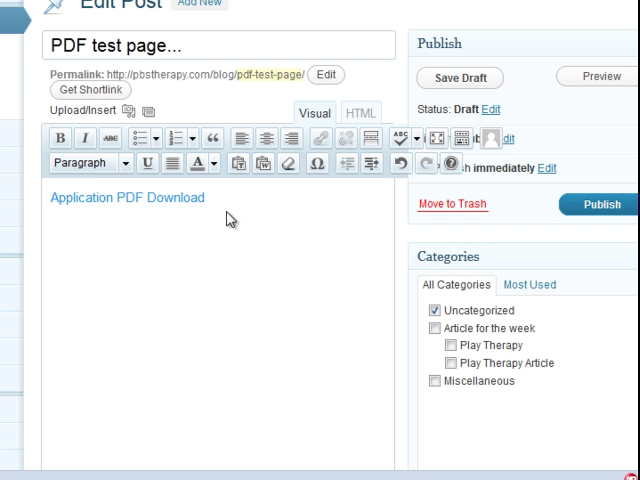 Edit Post Add New
PDF test page...
Permalink: http://pbstherapy.com/blog/pdf-test-page/ Edit
Get Shortlink
Upload/Insert
Visual HTML
B I ABC ABC
Paragraph U A Ω
Application PDF Download
Publish
Save Draft Preview
Status: Draft Edit
dit
h immediately Edit
Move to Trash Publish
Categories
All Categories Most Used
Uncategorized
Article for the week
Play Therapy
Play Therapy Article
Miscellaneous